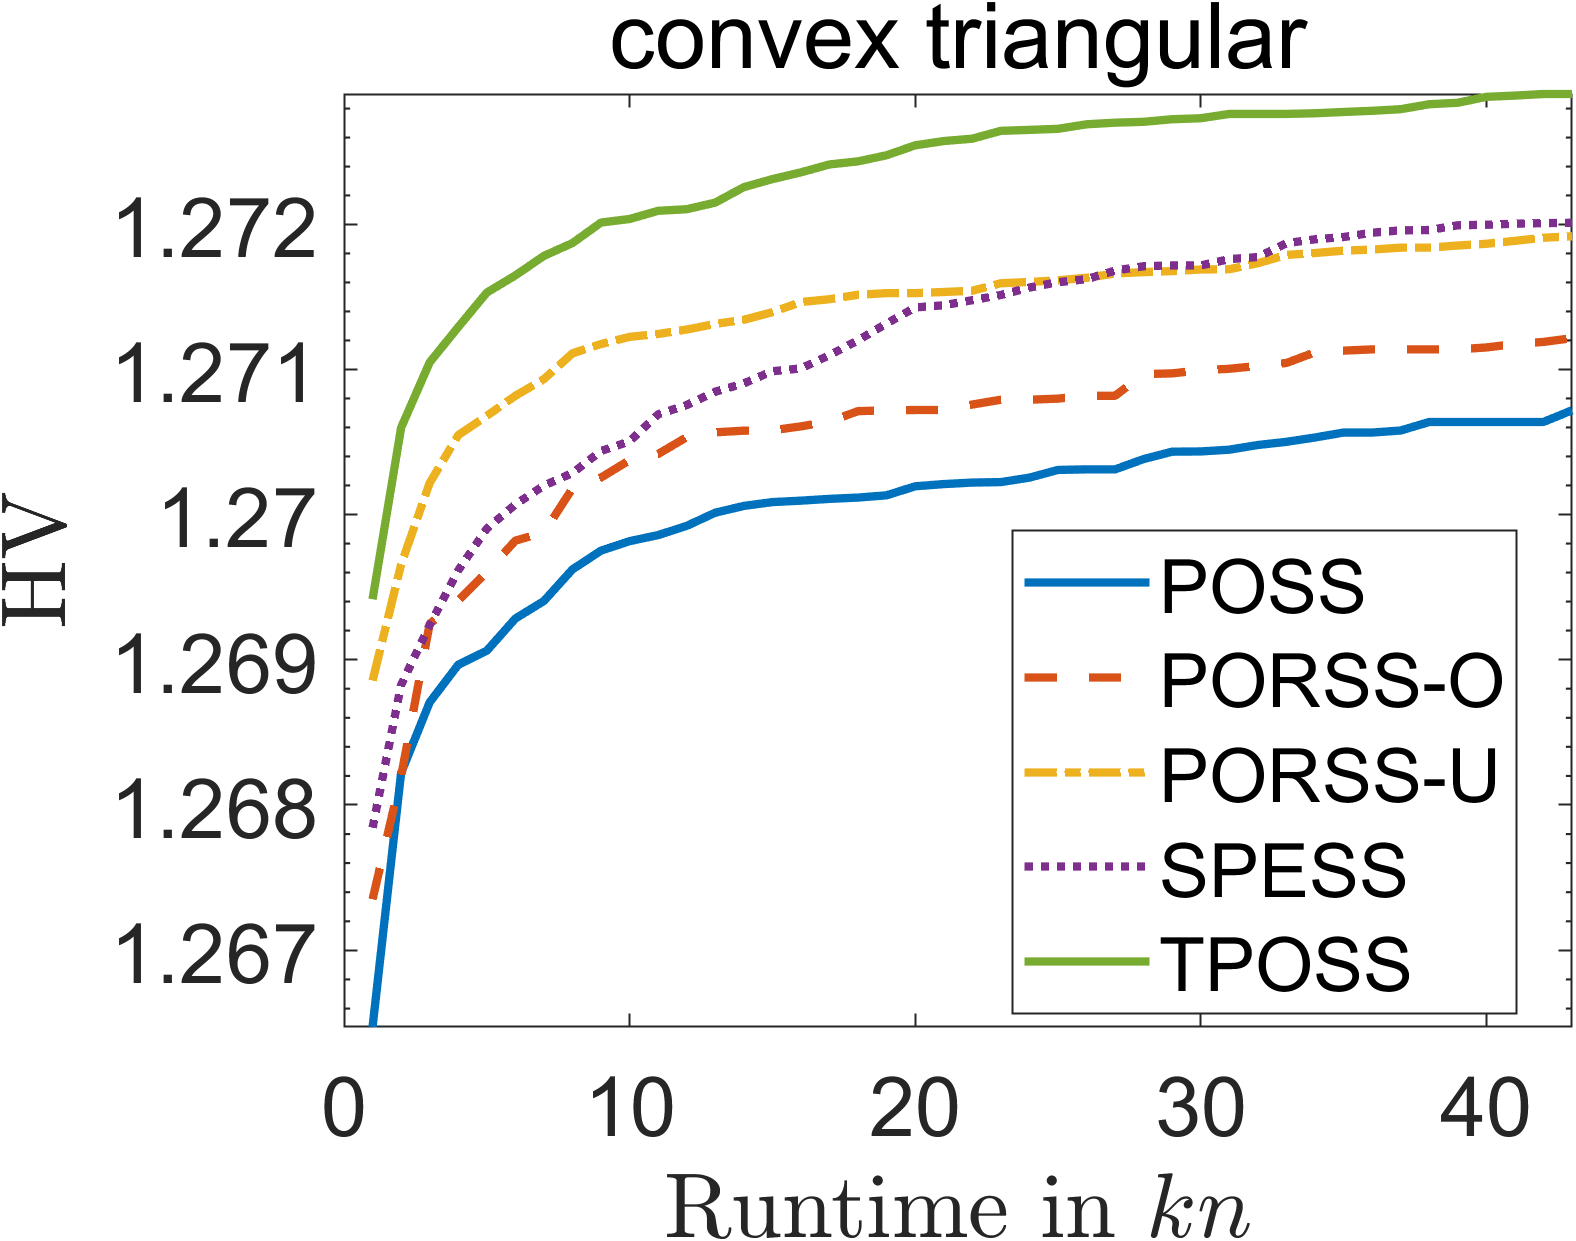 convex triangular
HV
1.272
1.271
1.27
1.269
1.268
1.267
POSS
PORSS-O
PORSS-U
SPESS
TPOSS
0 10 20 30 40
Runtime in kn